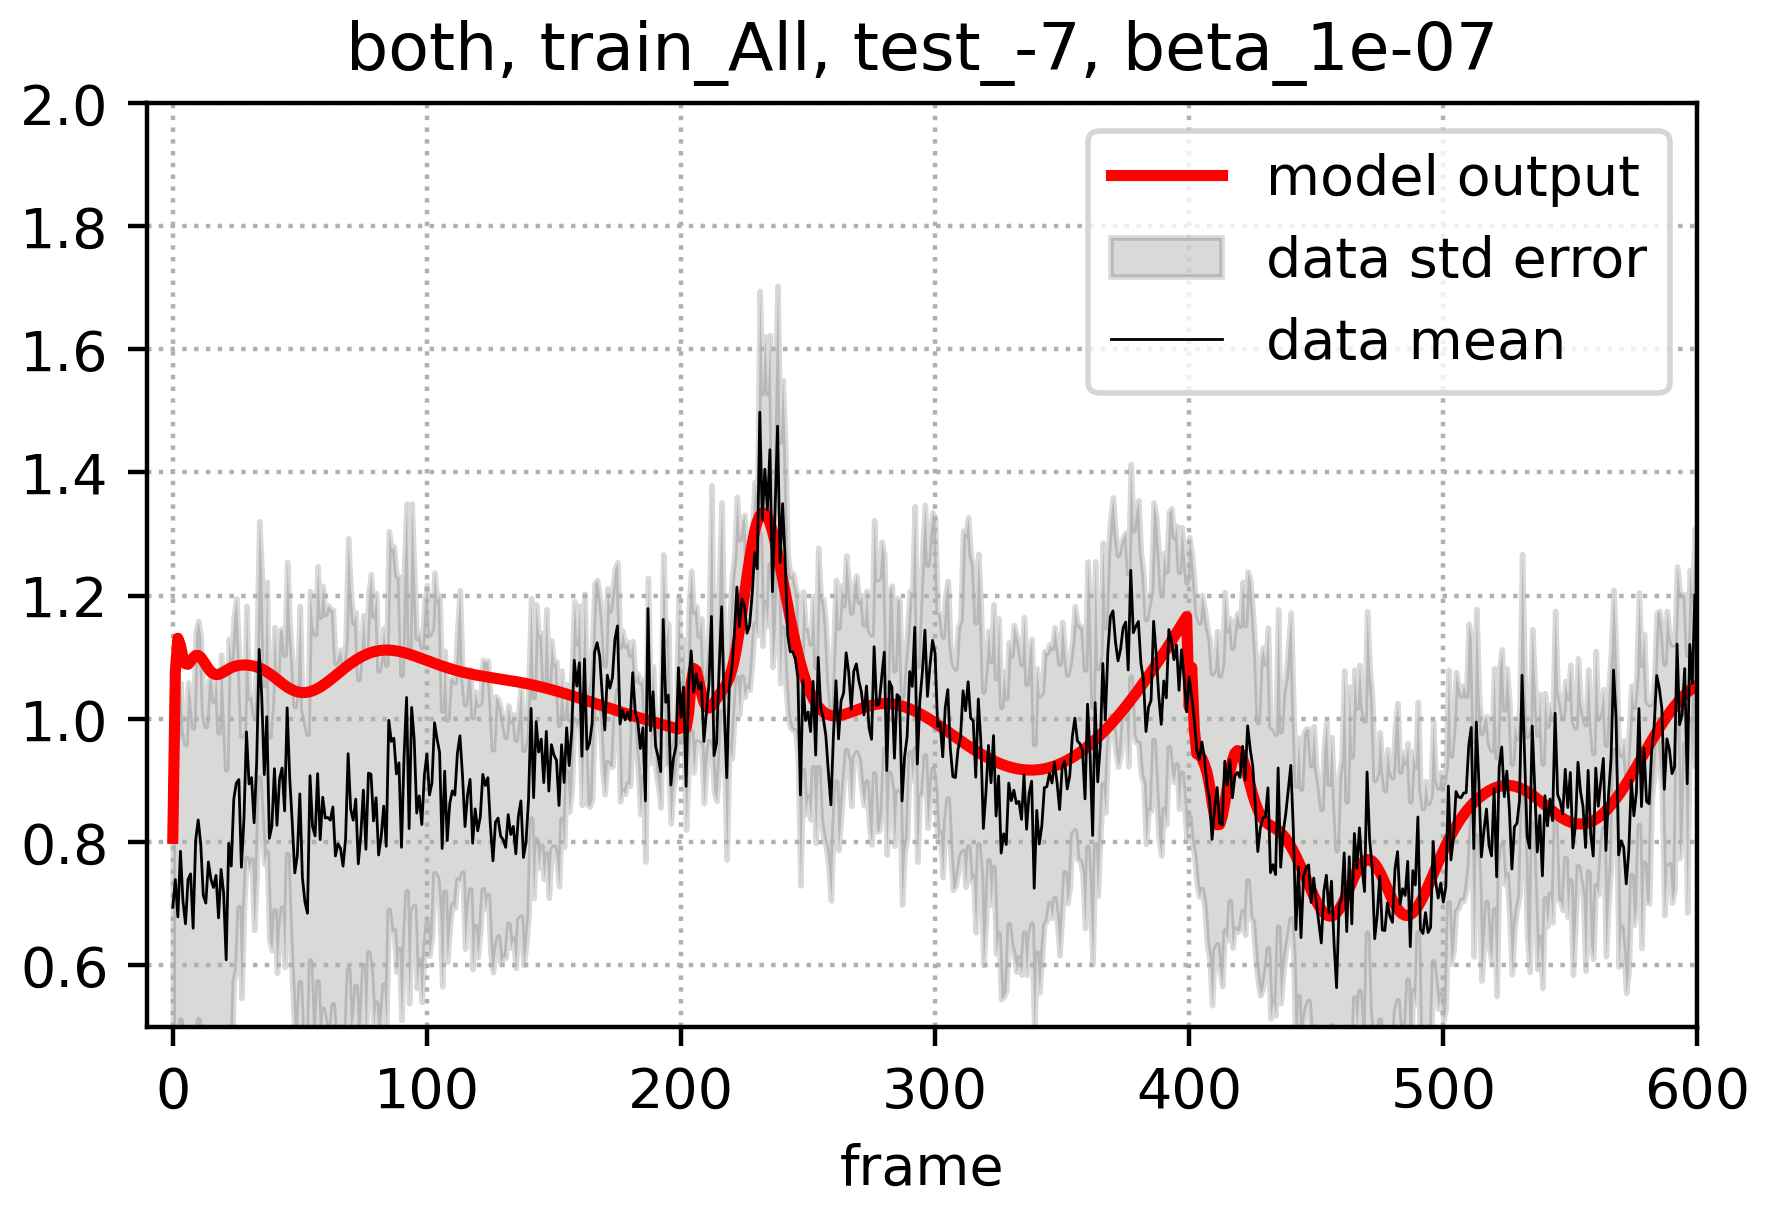 both, train_All, test_-7, beta_1e-07
2.0
1.8
1.6
1.4
1.2
1.0
0.8
0.6
model output
data std error
data mean
0 100 200 300 400 500 600
frame